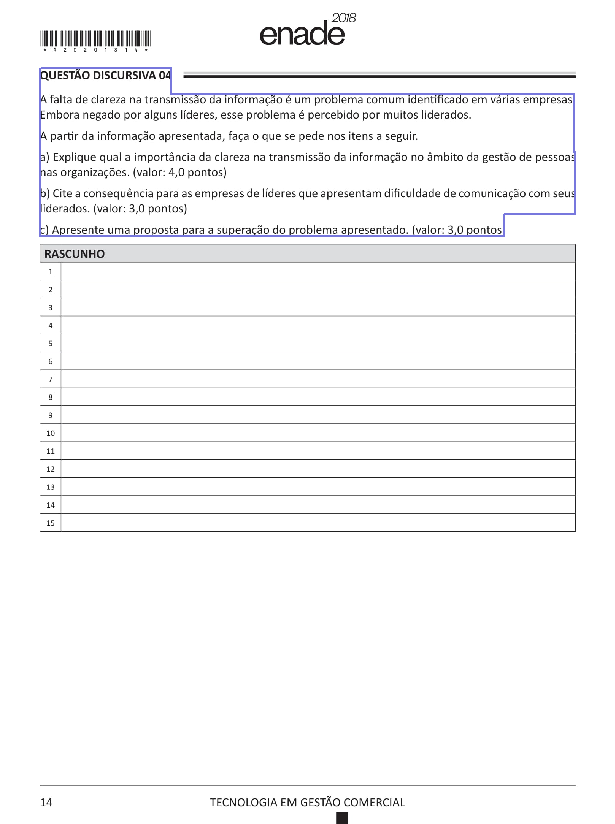 *R2020181 4*
enade
2018
QUESTÃO DISCURSIVA 04
A falta de clareza na transmissão da informação é um problema comum identificado em várias empresas.
Embora negado por alguns líderes, esse problema é percebido por muitos liderados.
A partir da informação apresentada, faça o que se pede nos itens a seguir.
a) Explique qual a importância da clareza na transmissão da informação no âmbito da gestão de pessoas
nas organizações. (valor: 4,0 pontos)
b) Cite a consequência para as empresas de líderes que apresentam dificuldade de comunicação com seus
liderados. (valor: 3,0 pontos)
c) Apresente uma proposta para a superação do problema apresentado. (valor: 3,0 pontos)
RASCUNHO
1
2
3
4
5
6
7
8
9
10
11
12
13
14
15
14
TECNOLOGIA EM GESTÃO COMERCIAL